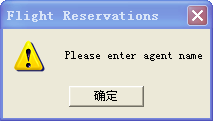 Flight Reservations
Please enter agent name
确定